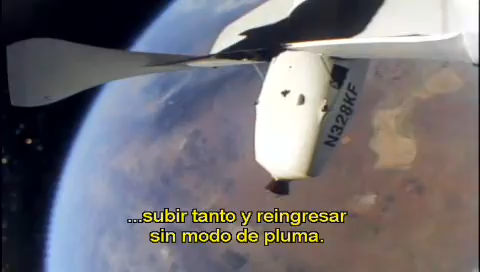 N328KF
...subir tanto y reingresar
sin modo de pluma.